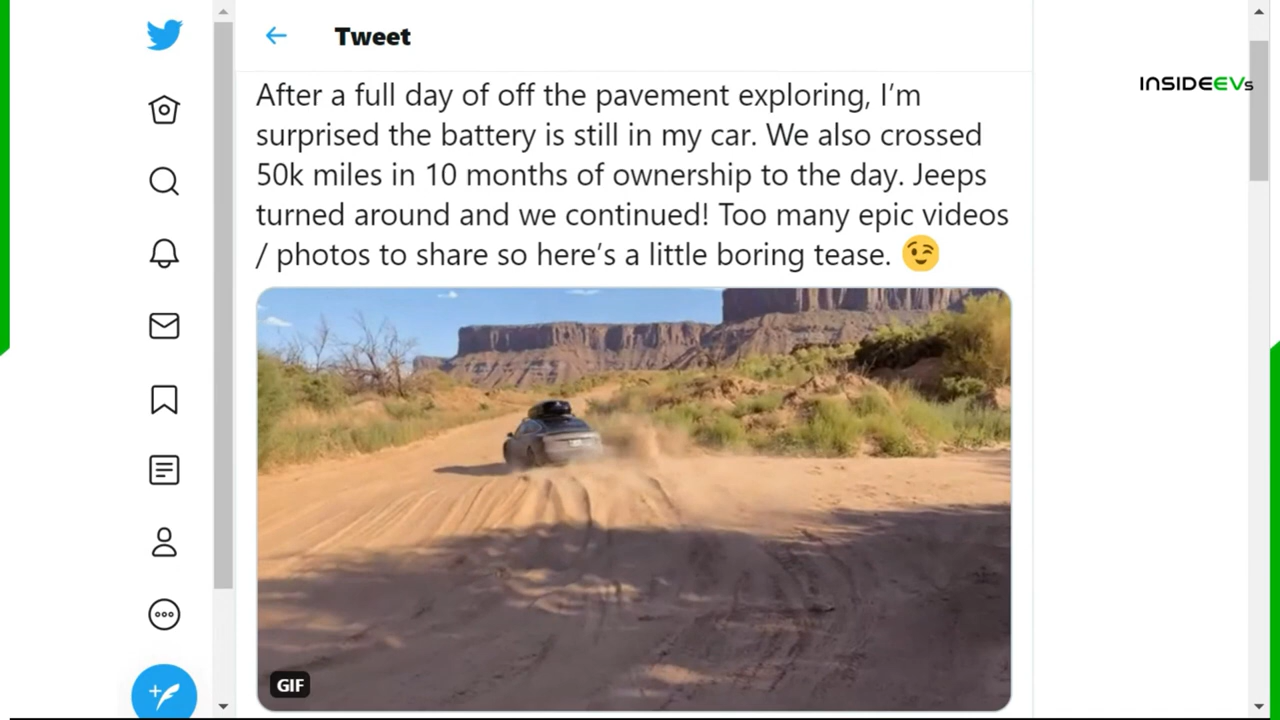 Tweet
INSIDEEVs
After a full day of off the pavement exploring, I’m
surprised the battery is still in my car. We also crossed
50k miles in 10 months of ownership to the day. Jeeps
turned around and we continued! Too many epic videos
/ photos to share so here’s a little boring tease. 😉
GIF